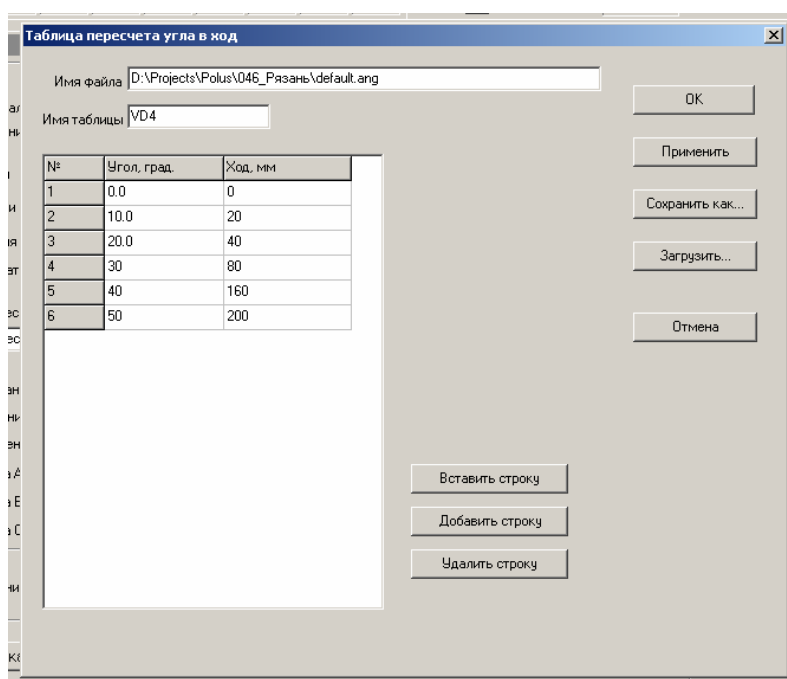 Таблица пересчета угла в ход
Имя файла D:\Projects\Polus\046_Рязань\default.ang
Имя таблицы VD4
№ Угол, град. Ход, мм
1 0.0 0
2 10.0 20
3 20.0 40
4 30 80
5 40 160
6 50 200
OK
Применить
Сохранить как...
Загрузить...
Отмена
Вставить строку
Добавить строку
Удалить строку